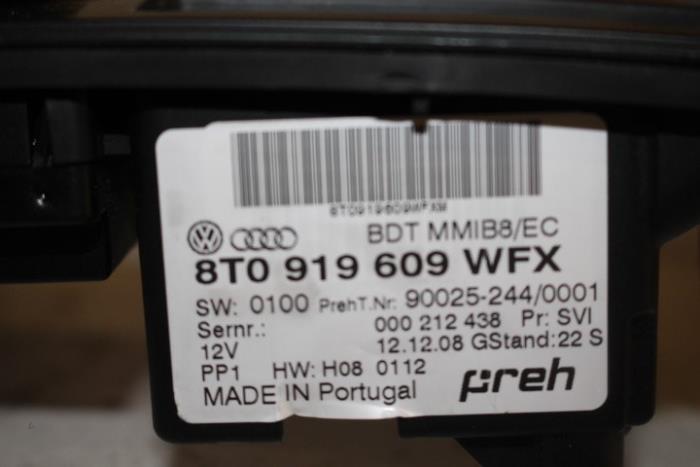 8T0919609WFXM
BDT MMIB8/EC
8T0 919 609 WFX
SW: 0100 PrehT.Nr: 90025-244/0001
Sernr.: 000 212 438 Pr: SVI
12V 12.12.08 GStand:22 S
PP1 HW: H08 0112
MADE IN Portugal preh